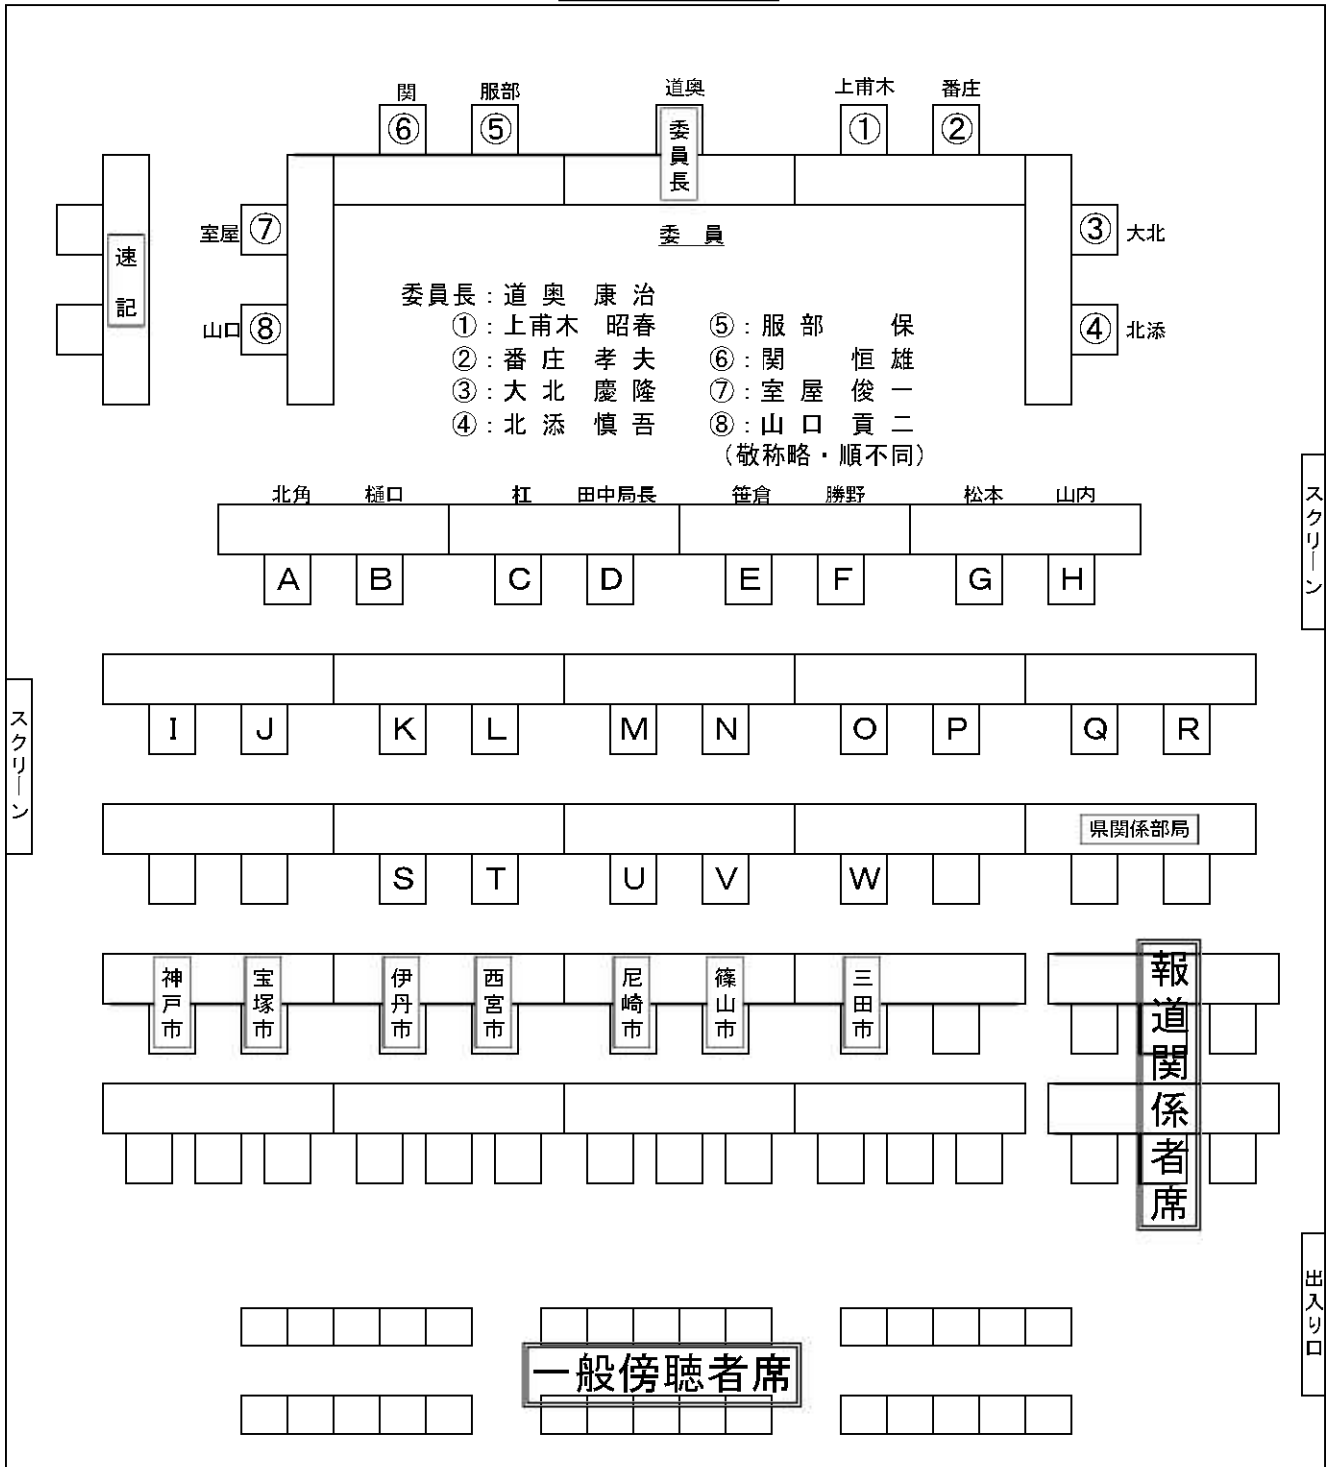 関 服部 道奥 上甫木 番庄
⑥ ⑤ 委員長 ① ②
速記
室屋 ⑦ ③ 大北
委 員
山口 ⑧ ④ 北添
委員長：道 奥 康 治
①：上甫木 昭春 ⑤：服 部 保
②：番 庄 孝 夫 ⑥：関 恒 雄
③：大 北 慶 隆 ⑦：室 屋 俊 一
④：北 添 慎 吾 ⑧：山 口 貢 二
（敬称略・順不同）
北角 樋口 杠 田中局長 笹倉 勝野 松本 山内
A B C D E F G H
スクリーン
I J K L M N O P Q R
スクリーン
県関係部局
S T U V W
神戸市 宝塚市 伊丹市 西宮市 尼崎市 篠山市 三田市
報道関係者席
出入り口
一般傍聴者席